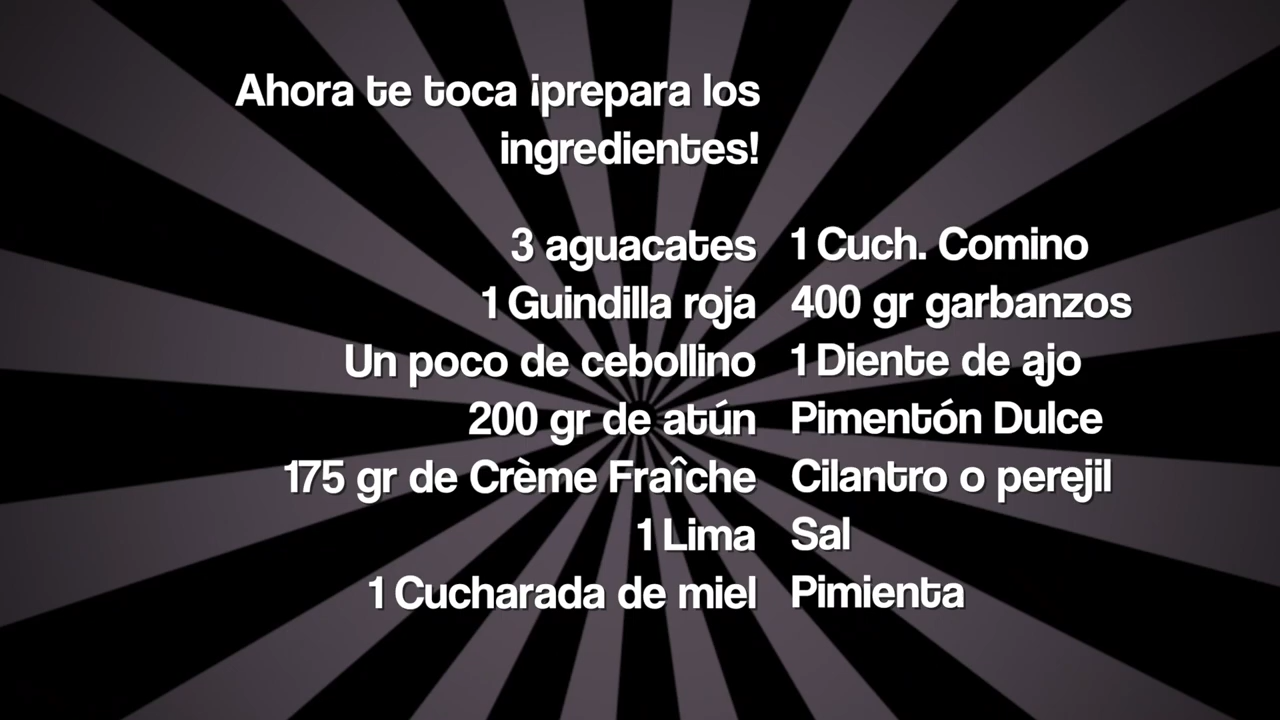 Ahora te toca ¡prepara los
ingredientes!
3 aguacates
1 Guindilla roja
Un poco de cebollino
200 gr de atún
175 gr de Crème Fraîche
1 Lima
1 Cucharada de miel
1 Cuch. Comino
400 gr garbanzos
1 Diente de ajo
Pimentón Dulce
Cilantro o perejil
Sal
Pimienta